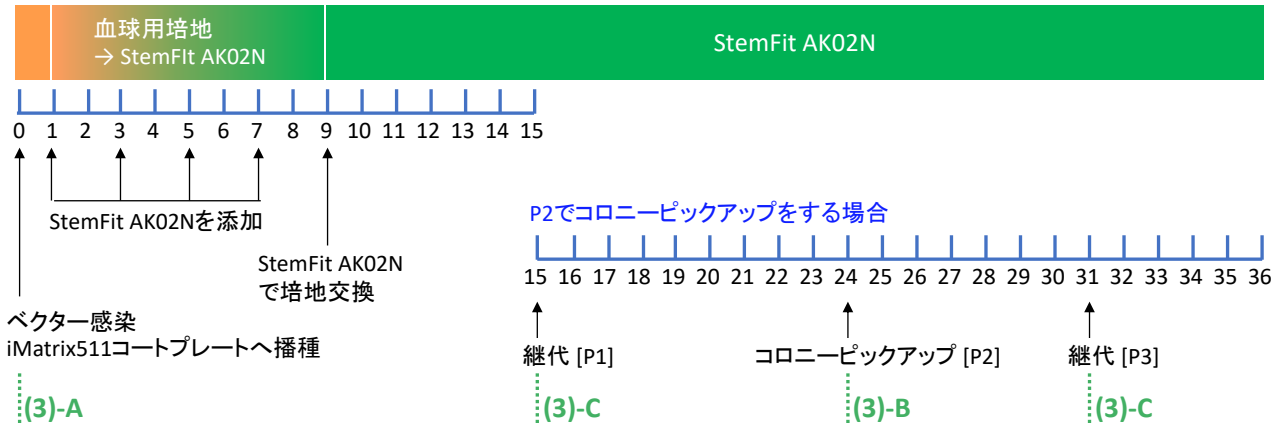 血球用培地
→ StemFIt AK02N
StemFit AK02N
0 1 2 3 4 5 6 7 8 9 10 11 12 13 14 15
StemFit AK02Nを添加
StemFit AK02N
で培地交換
ベクター感染
iMatrix511コートプレートへ播種
P2でコロニーピックアップをする場合
15 16 17 18 19 20 21 22 23 24 25 26 27 28 29 30 31 32 33 34 35 36
継代 [P1]
コロニーピックアップ [P2]
継代 [P3]
(3)-A
(3)-C
(3)-B
(3)-C